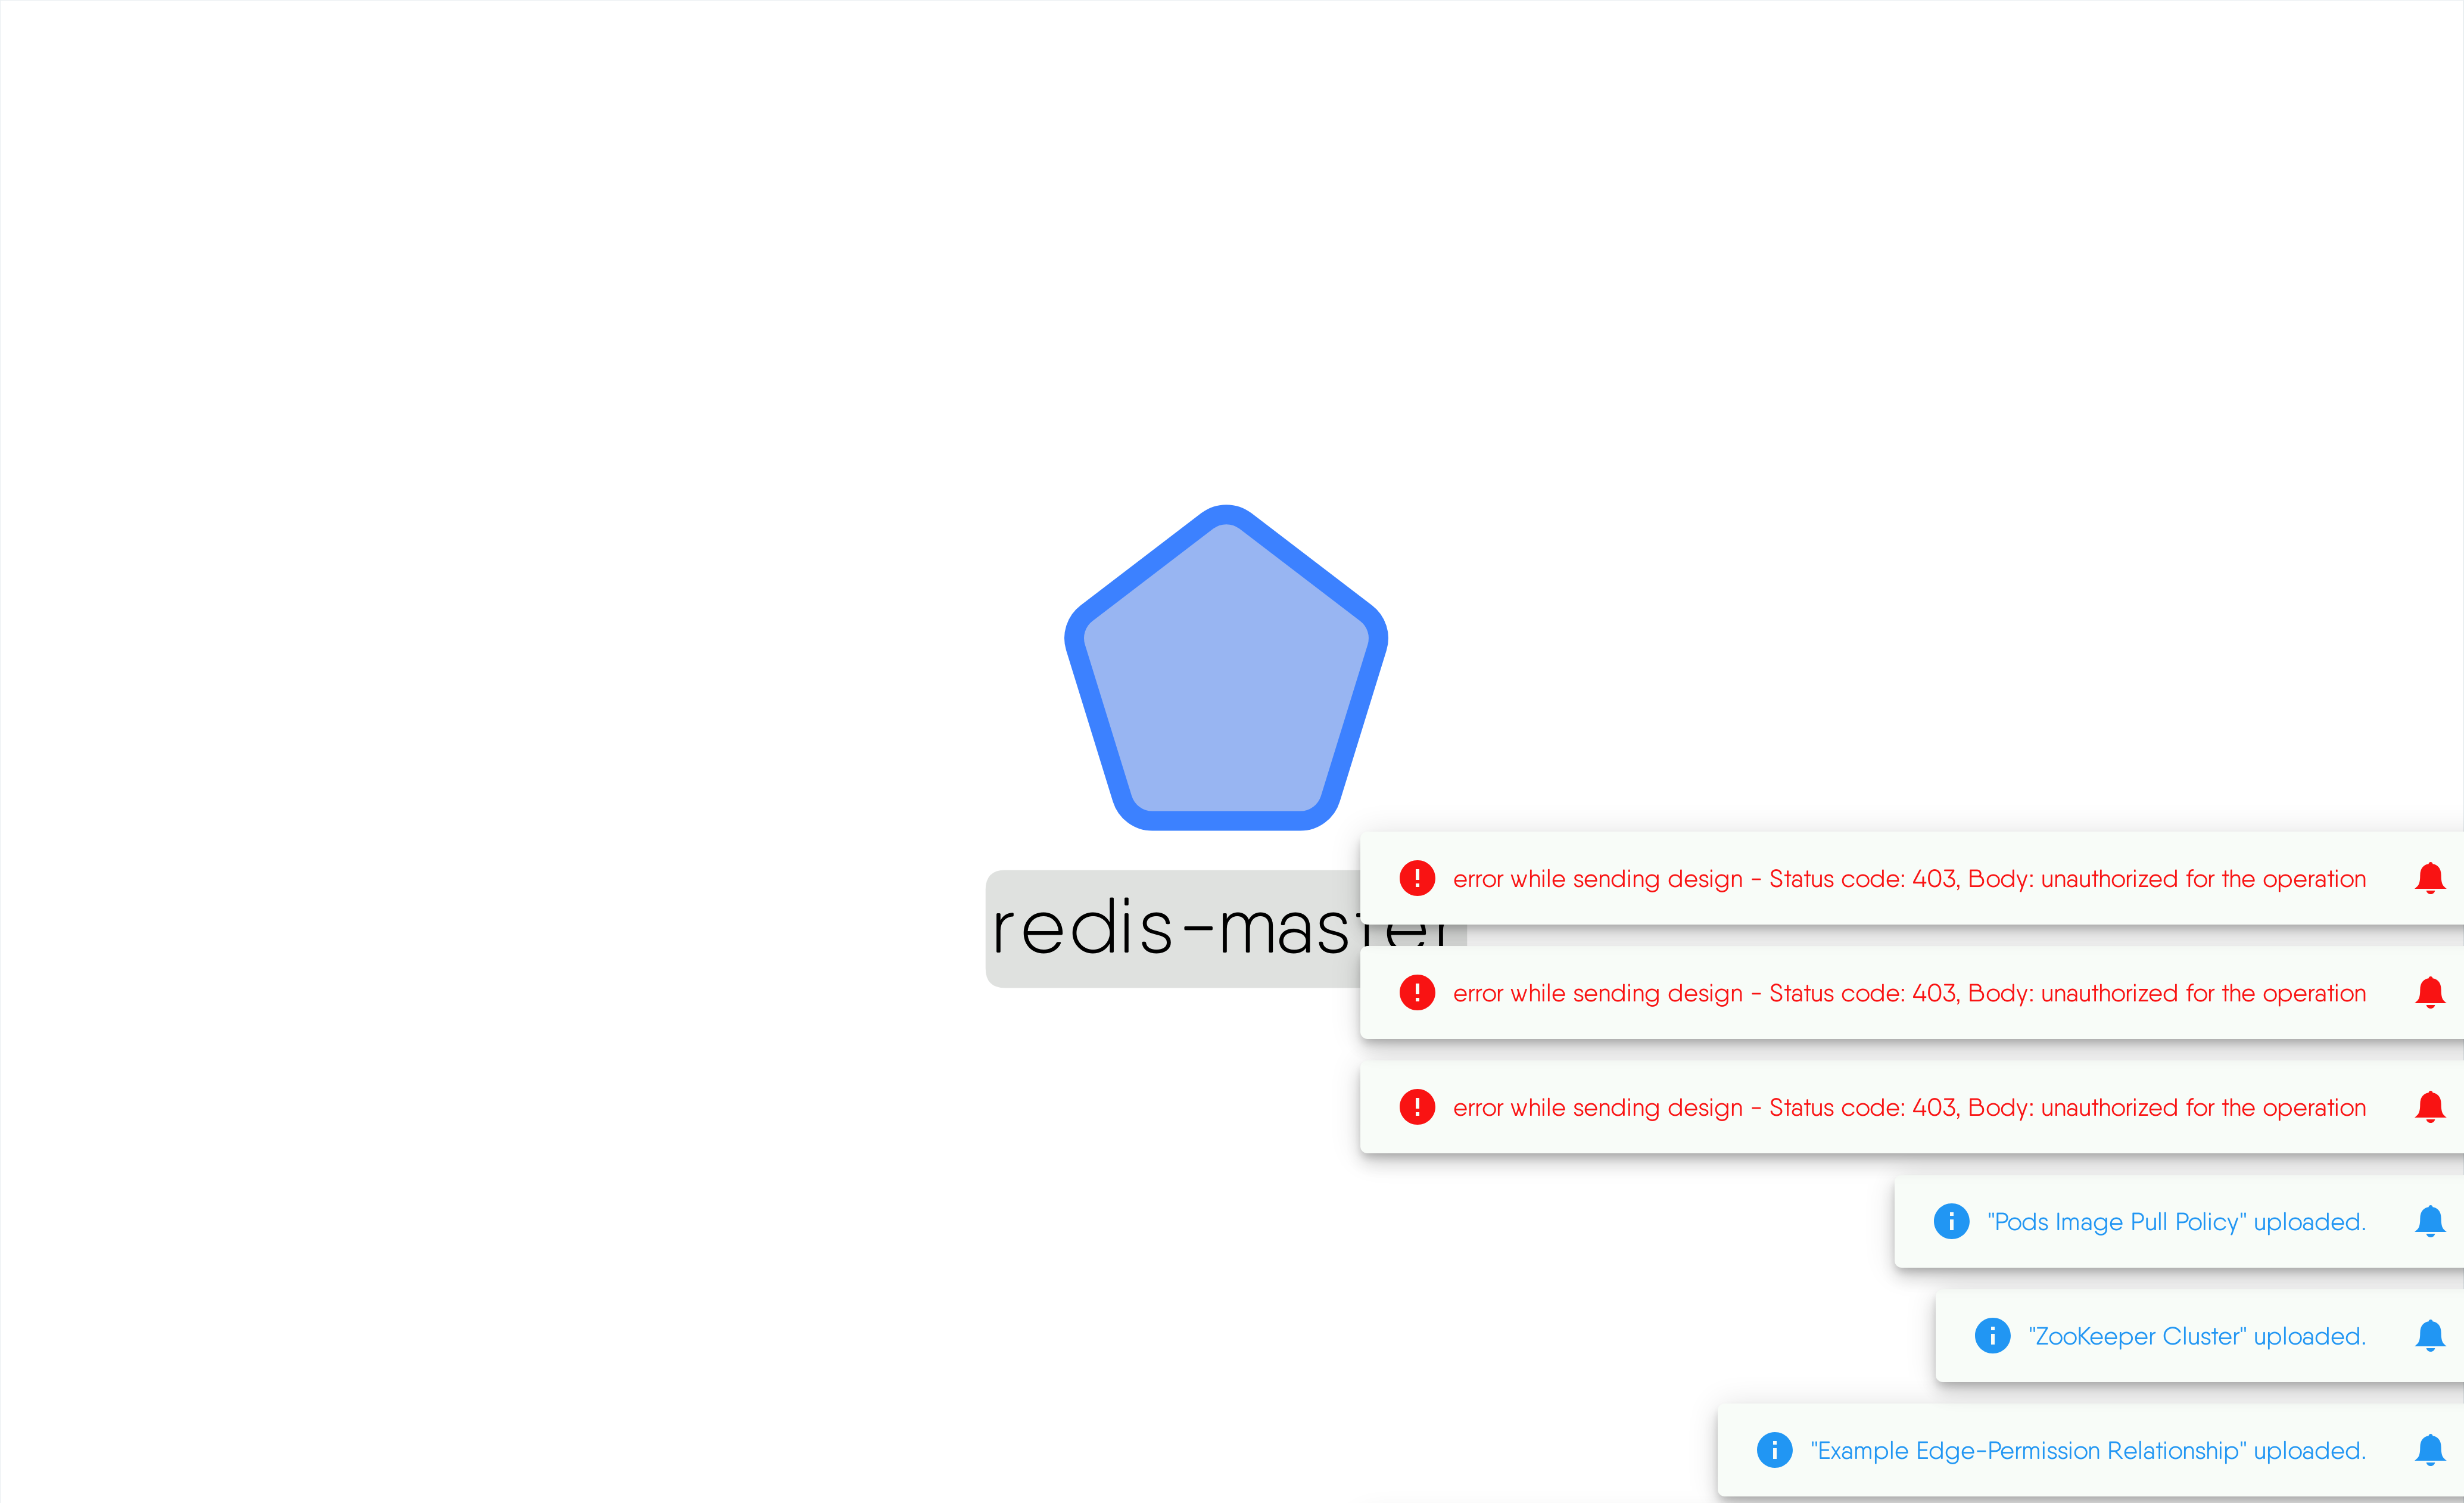 redis-master
error while sending design - Status code: 403, Body: unauthorized for the operation
error while sending design - Status code: 403, Body: unauthorized for the operation
error while sending design - Status code: 403, Body: unauthorized for the operation
"Pods Image Pull Policy" uploaded.
"ZooKeeper Cluster" uploaded.
"Example Edge-Permission Relationship" uploaded.